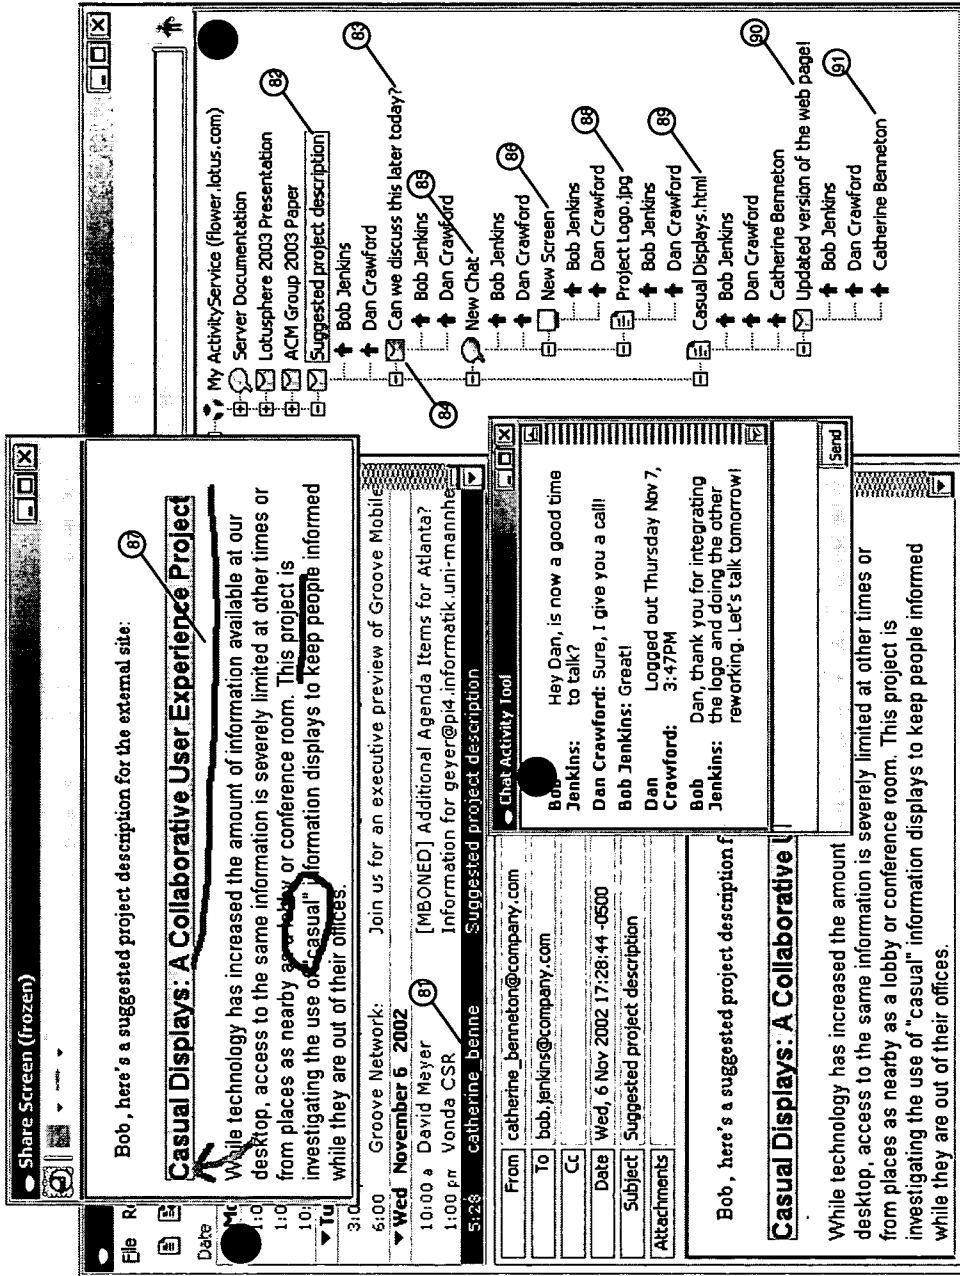 Share Screen (frozen)
Bob, here's a suggested project description for the external site:
Casual Displays: A Collaborative User Experience Project
While technology has increased the amount of information available at our
desktop, access to the same information is severely limited at other times or
from places as nearby as a lobby or conference room. This project is
investigating the use of "casual" information displays to keep people informed
while they are out of their offices.
87
File
Date
Mo
1:0
1:0
10:
Tu
3:0
6:00 Groove Network: Join us for an executive preview of Groove Mobile
Wed November 6 2002
10:00 a David Meyer [MBONED] Additional Agenda Items for Atlanta?
1:00 pm Vonda CSR Information for geyer@pi4.informatik.uni-mannhe
5:28 catherine_benne Suggested project description
81
From catherine_benneton@company.com
To bob.jenkins@company.com
Cc
Date Wed, 6 Nov 2002 17:28:44 -0500
Subject Suggested project description
Attachments
Bob, here's a suggested project description f
Casual Displays: A Collaborative U
While technology has increased the amount
desktop, access to the same information is severely limited at other times or
from places as nearby as a lobby or conference room. This project is
investigating the use of "casual" information displays to keep people informed
while they are out of their offices.
Chat Activity Tool
Bob Jenkins: Hey Dan, is now a good time
to talk?
Dan Crawford: Sure, I give you a call!
Bob Jenkins: Great!
Dan Logged out Thursday Nov 7,
Crawford: 3:47PM
Bob Dan, thank you for integrating
Jenkins: the logo and doing the other
reworking. Let's talk tomorrow!
Send
My ActivityService (flower.lotus.com)
Server Documentation
Lotusphere 2003 Presentation
ACM Group 2003 Paper
Suggested project description
82
Bob Jenkins
Dan Crawford
Can we discuss this later today?
83
84
Bob Jenkins
85
Dan Crawford
New Chat
Bob Jenkins
86
Dan Crawford
New Screen
Bob Jenkins
Dan Crawford
88
Project Logo.jpg
Bob Jenkins
Dan Crawford
89
Casual Displays.html
Bob Jenkins
Dan Crawford
Catherine Benneton
90
Updated version of the web page!
Bob Jenkins
Dan Crawford
91
Catherine Benneton